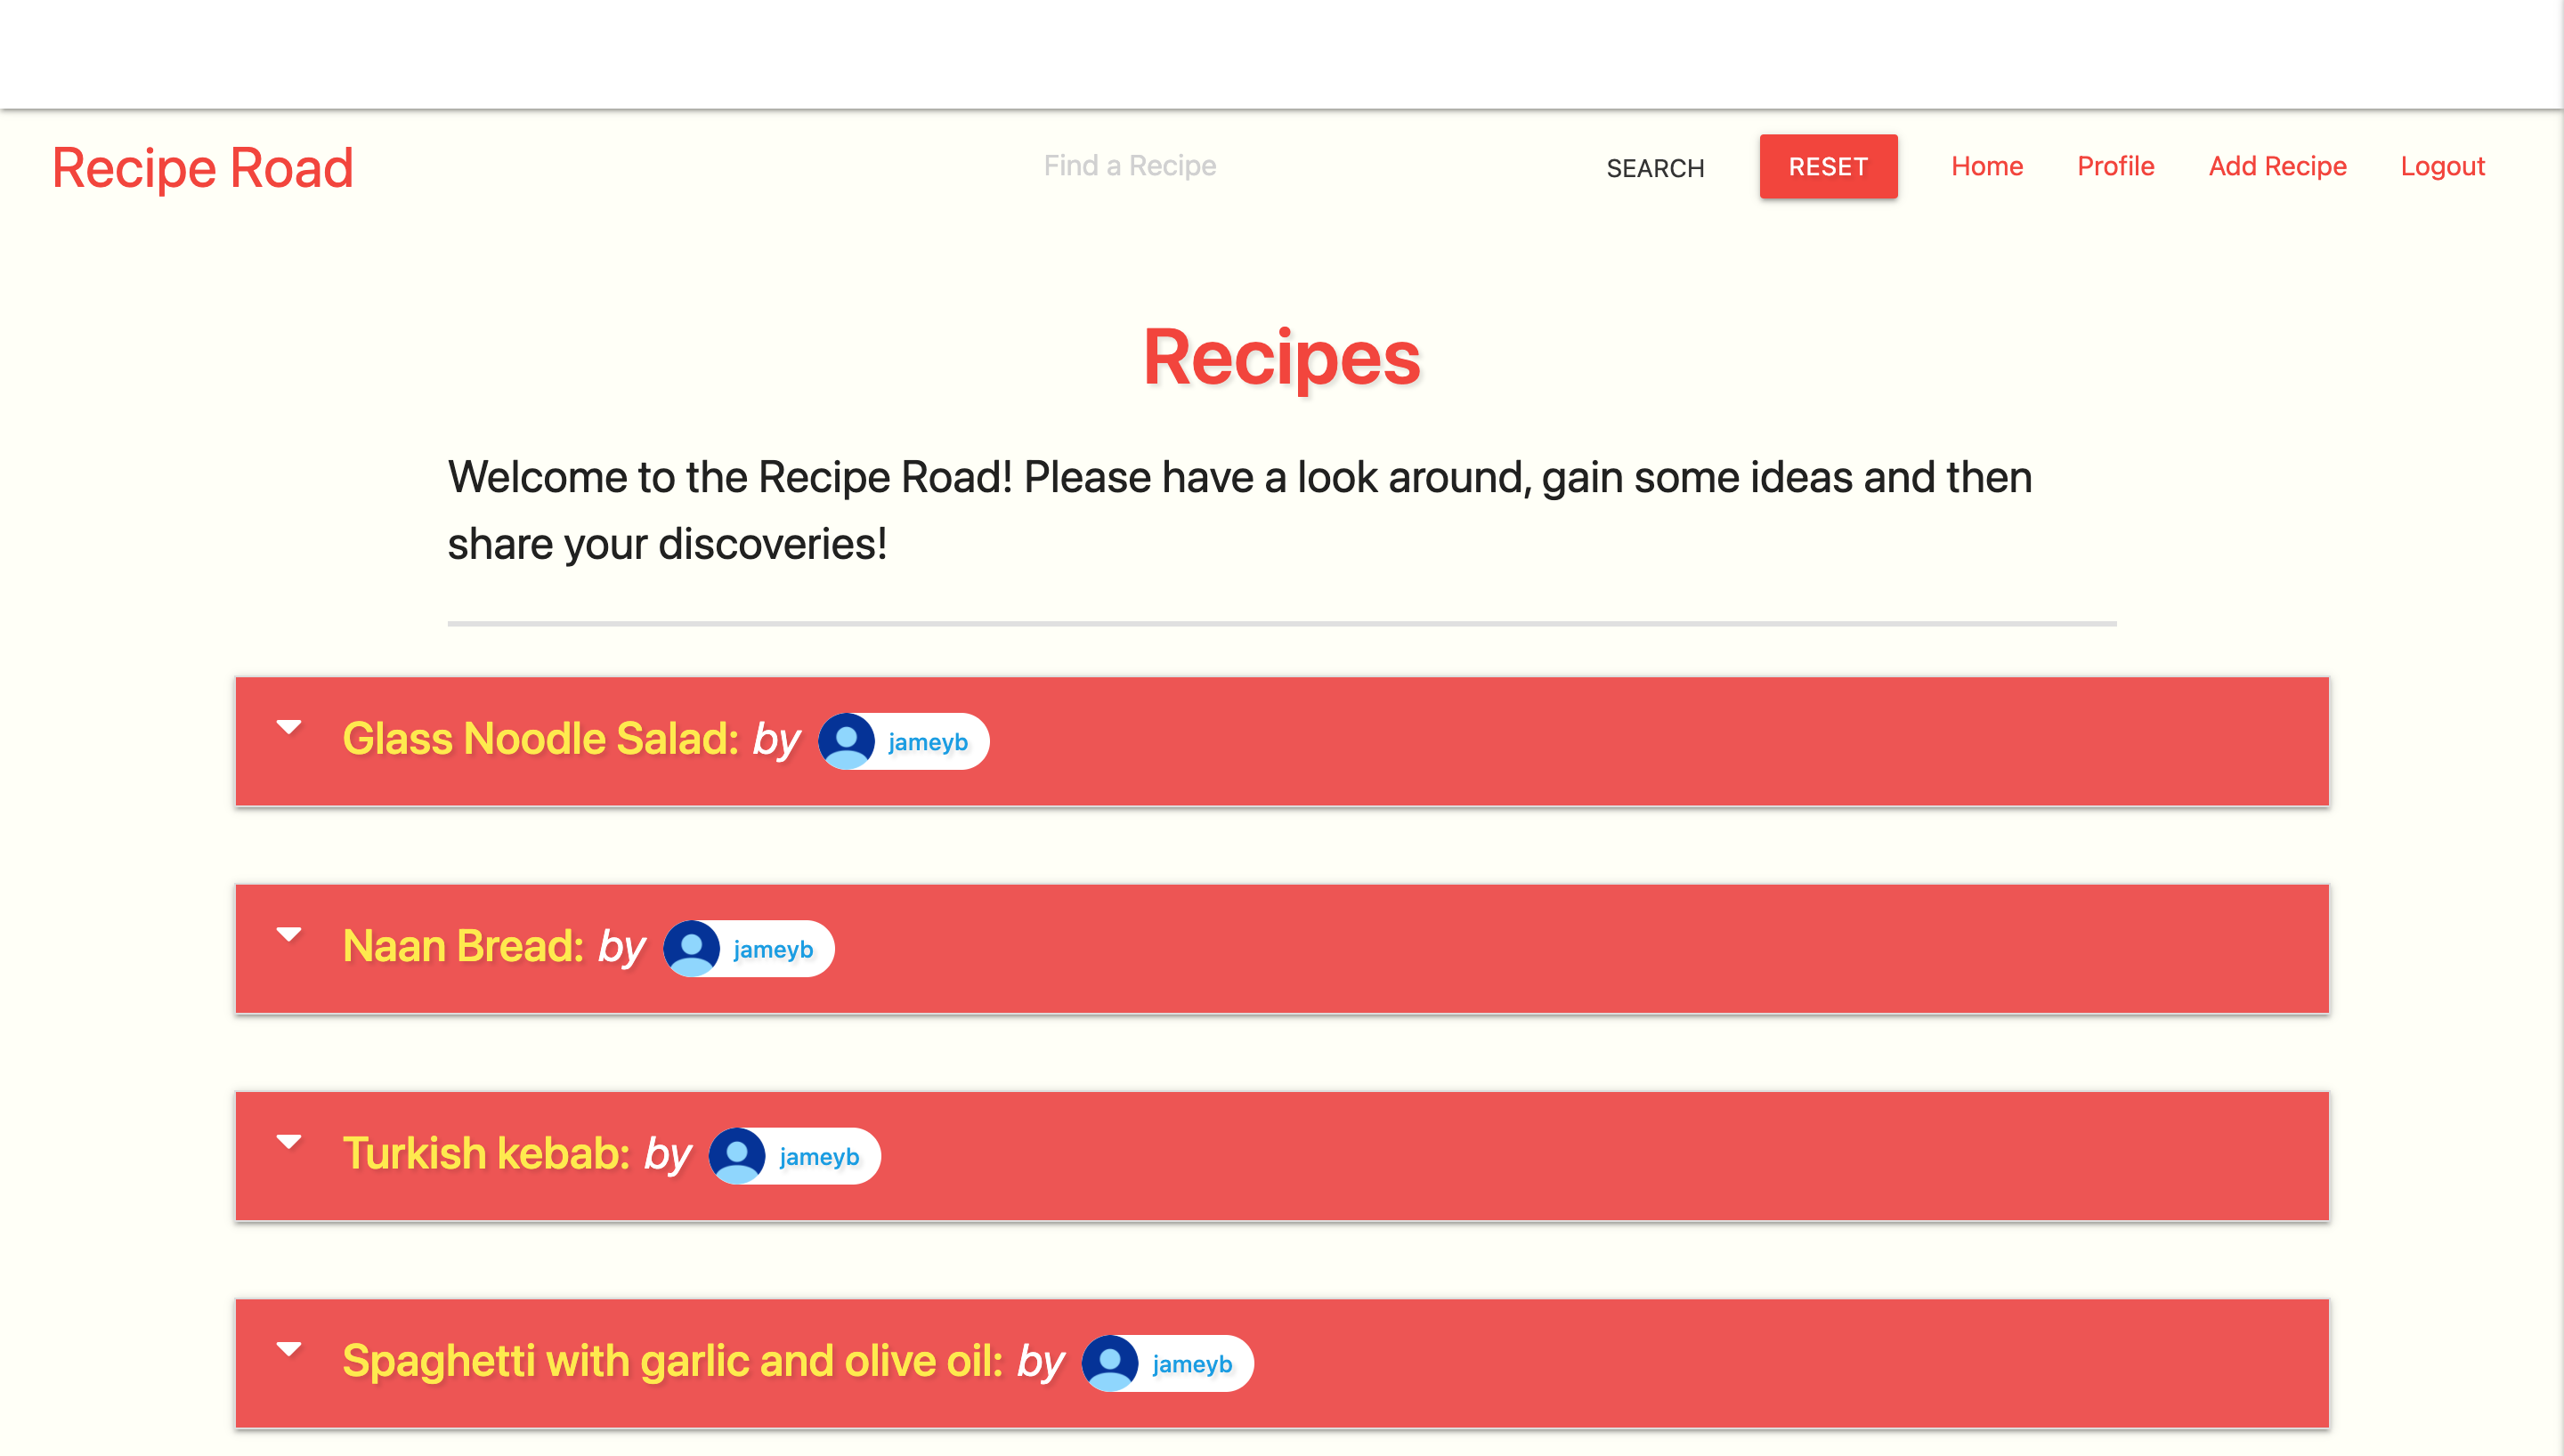 Recipe Road
Find a Recipe
SEARCH
RESET
Home
Profile
Add Recipe
Logout
Recipes
Welcome to the Recipe Road! Please have a look around, gain some ideas and then
share your discoveries!
Glass Noodle Salad: by jameyb
Naan Bread: by jameyb
Turkish kebab: by jameyb
Spaghetti with garlic and olive oil: by jameyb